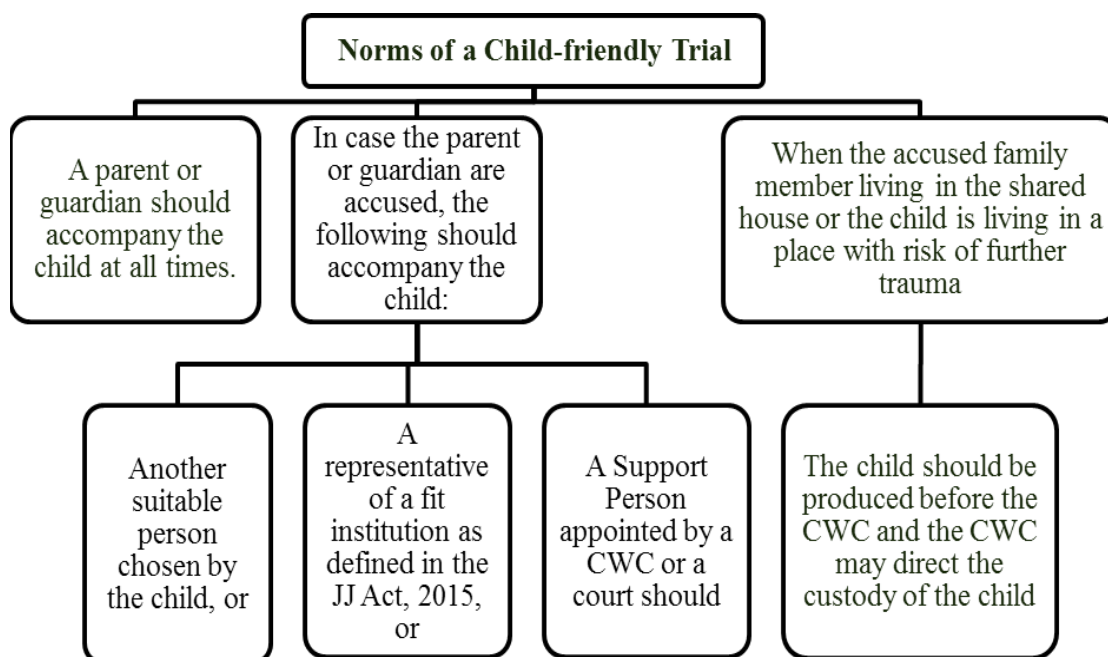 Norms of a Child-friendly Trial
A parent or
guardian should
accompany the
child at all times.
In case the parent
or guardian are
accused, the
following should
accompany the
child:
When the accused family
member living in the shared
house or the child is living in a
place with risk of further
trauma
Another
suitable
person
chosen by
the child, or
A
representative
of a fit
institution as
defined in the
JJ Act, 2015,
or
A Support
Person
appointed by a
CWC or a
court should
The child should be
produced before the
CWC and the CWC
may direct the
custody of the child